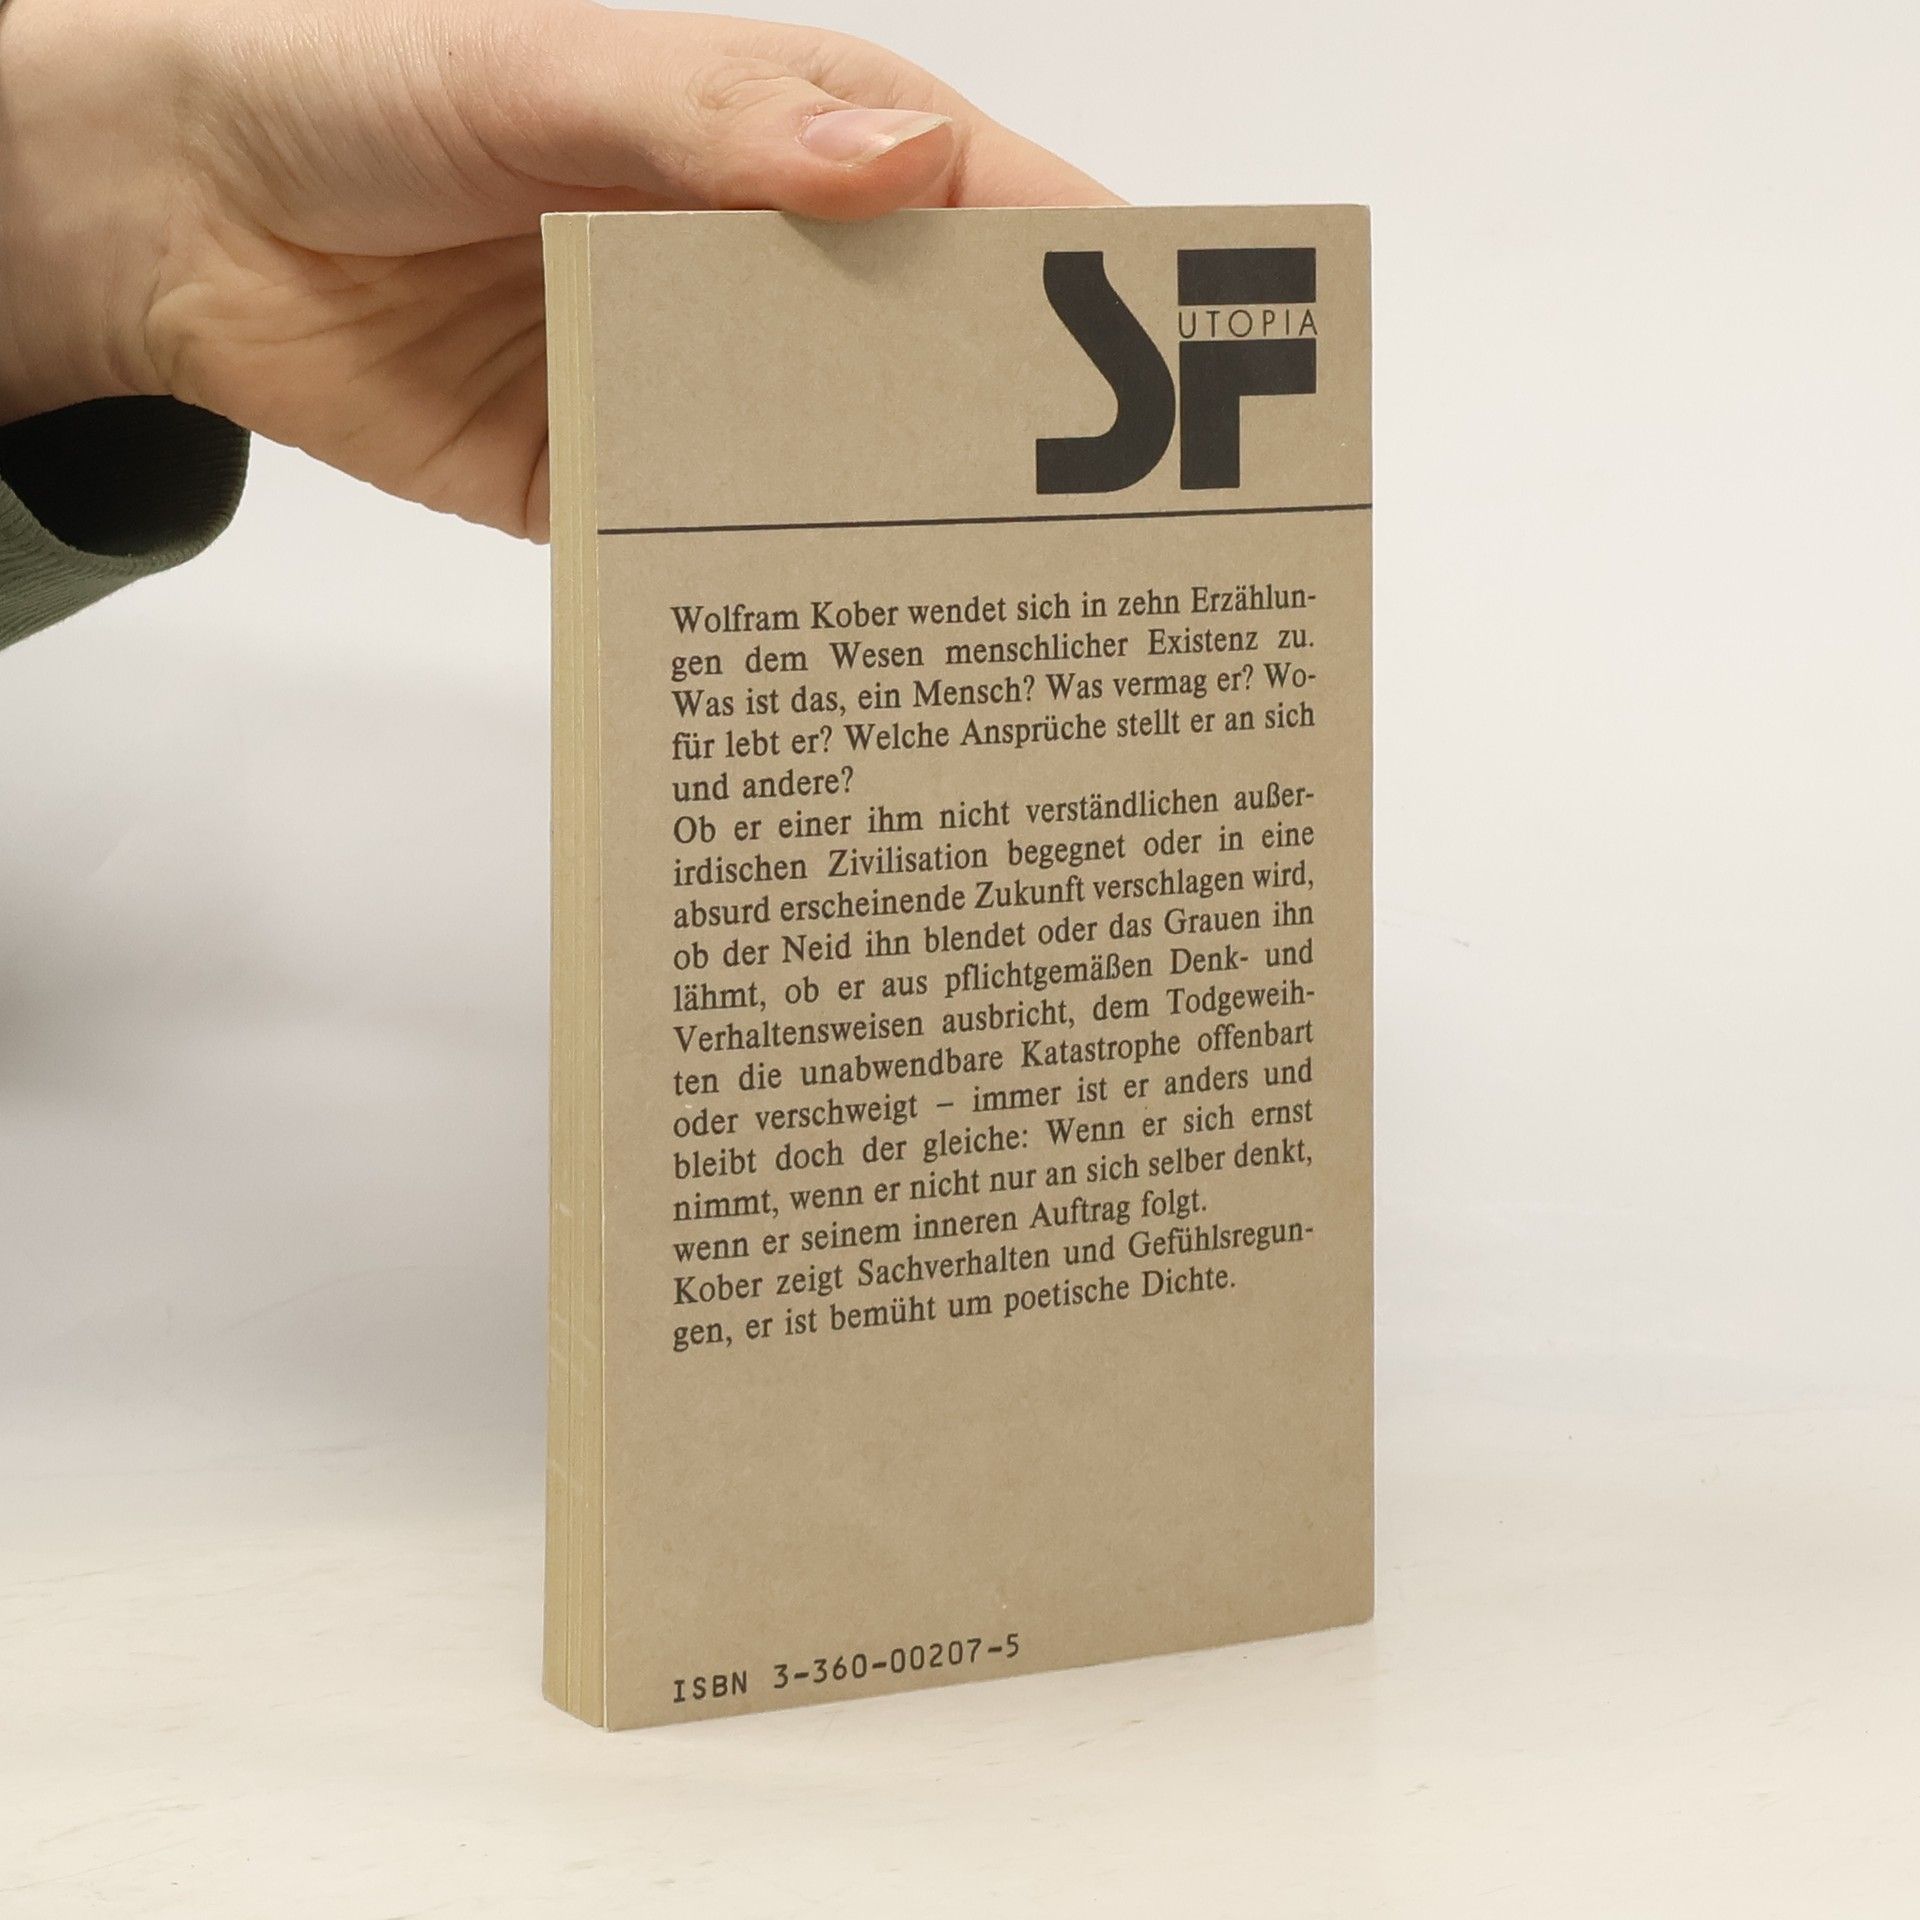 SF
UTOPIA
Wolfram Kober wendet sich in zehn Erzählun-
gen dem Wesen menschlicher Existenz zu.
Was ist das, ein Mensch? Was vermag er? Wo-
für lebt er? Welche Ansprüche stellt er an sich
und andere?
Ob er einer ihm nicht verständlichen außer-
irdischen Zivilisation begegnet oder in eine
absurd erscheinende Zukunft verschlagen wird,
ob der Neid ihn blendet oder das Grauen ihn
lähmt, ob er aus pflichtgemäßen Denk- und
Verhaltensweisen ausbricht, dem Todgeweih-
ten die unabwendbare Katastrophe offenbart
oder verschweigt – immer ist er anders und
bleibt doch der gleiche: Wenn er sich ernst
nimmt, wenn er nicht nur an sich selber denkt,
wenn er seinem inneren Auftrag folgt.
Kober zeigt Sachverhalten und Gefühlsregun-
gen, er ist bemüht um poetische Dichte.
ISBN 3-360-00207-5